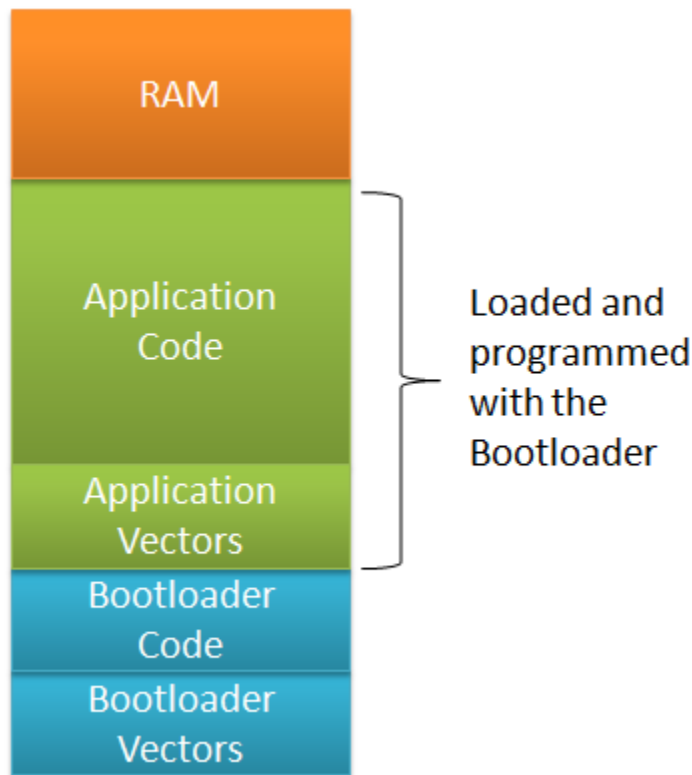 RAM
Application
Code
Loaded and
programmed
with the
Bootloader
Application
Vectors
Bootloader
Code
Bootloader
Vectors